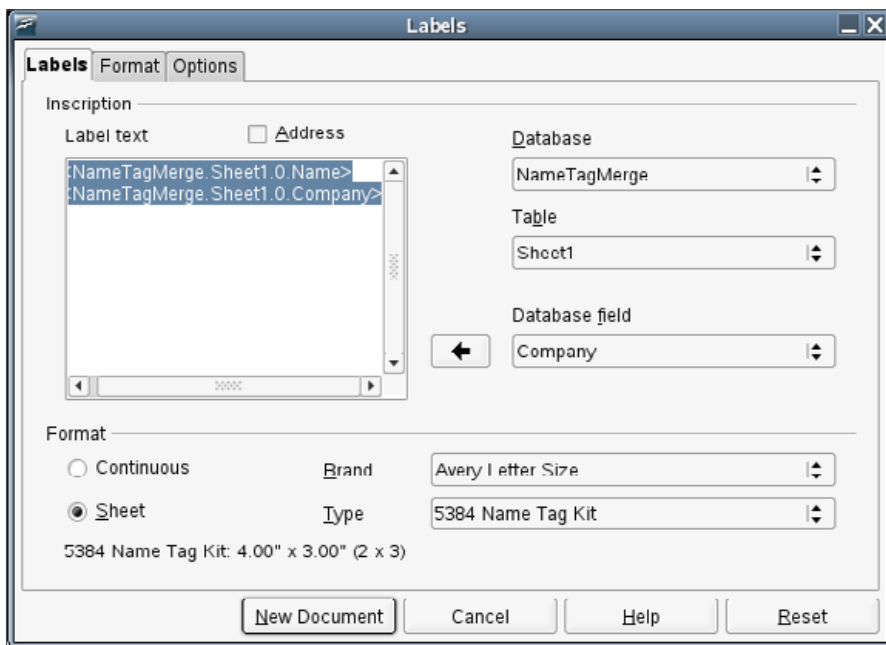 Labels
Labels Format Options
Inscription
Label text Address
<NameTagMerge.Sheet1.0.Name>
<NameTagMerge.Sheet1.0.Company>
Database
NameTagMerge
Table
Sheet1
Database field
Company
Format
Continuous Brand Avery Letter Size
Sheet Type 5384 Name Tag Kit
5384 Name Tag Kit: 4.00" x 3.00" (2 x 3)
New Document Cancel Help Reset